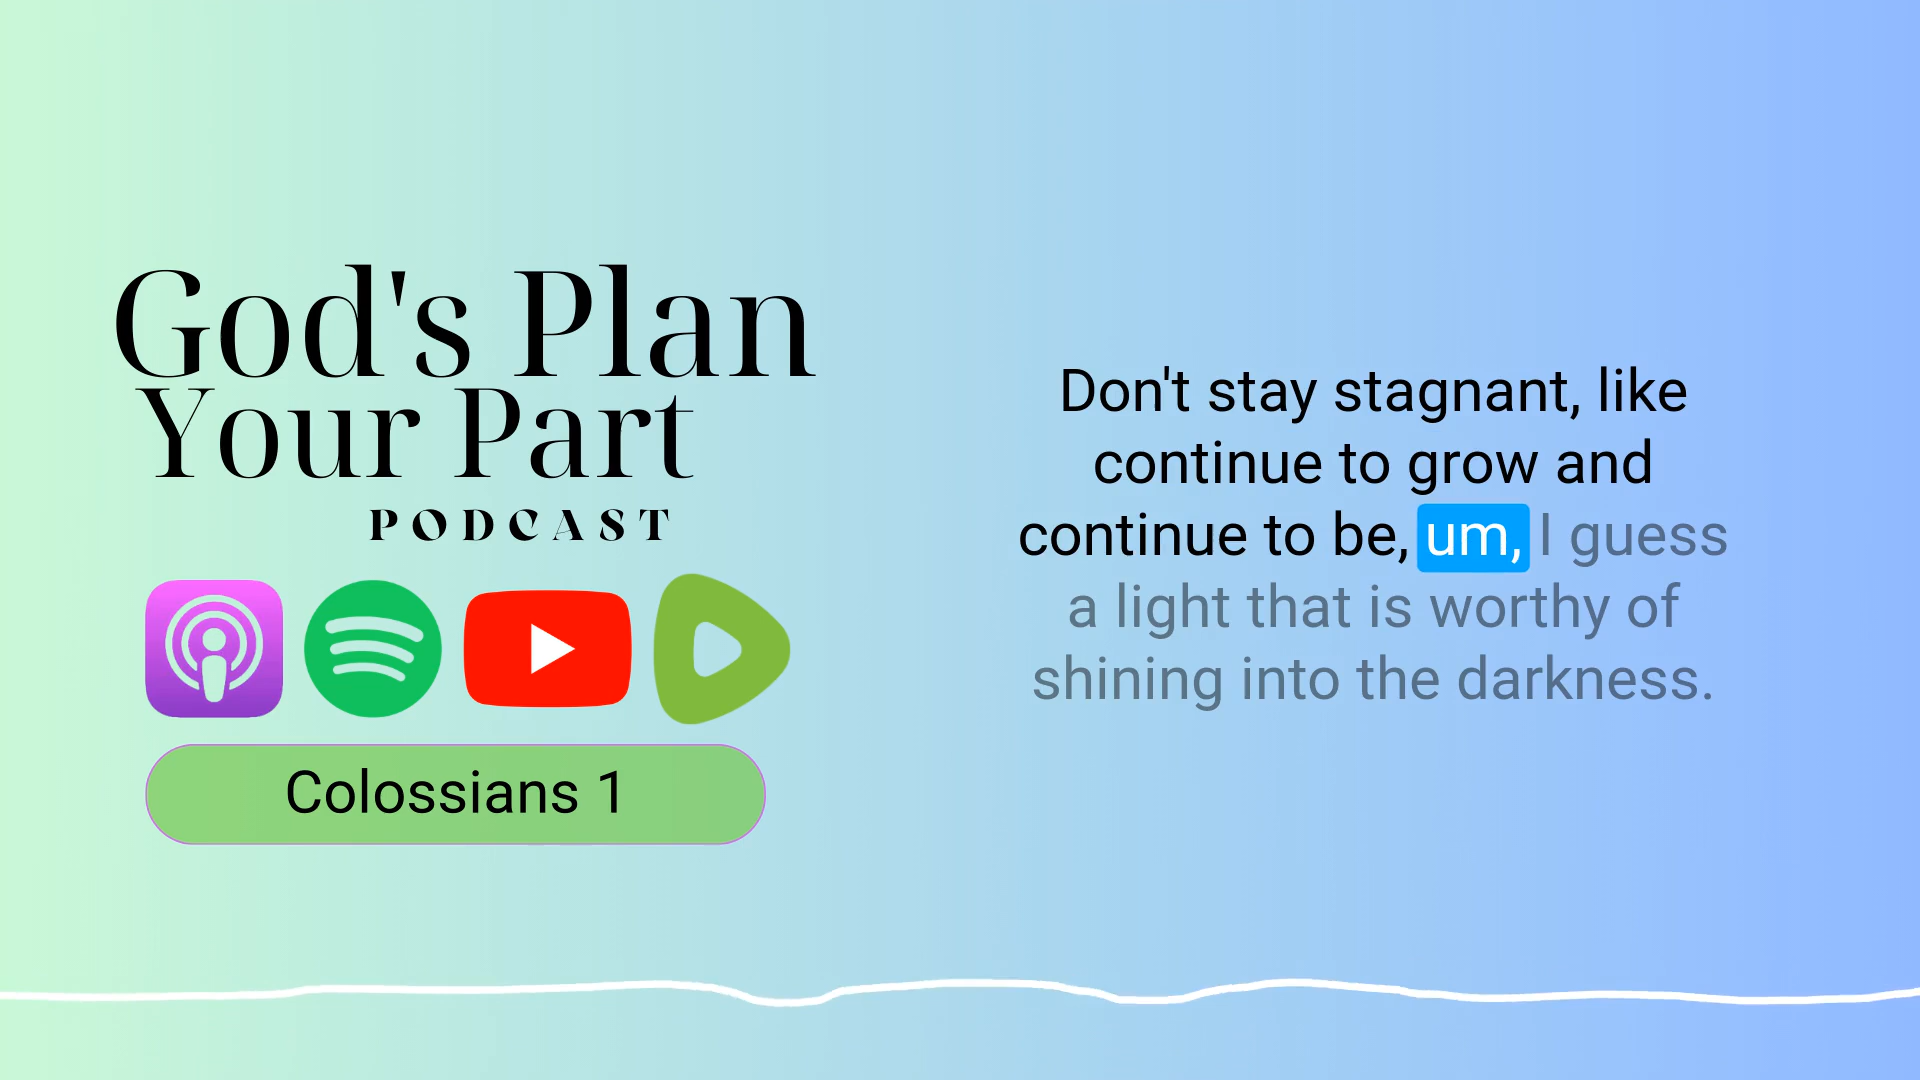 God's Plan
Your Part
PODCAST
Colossians 1
Don't stay stagnant, like
continue to grow and
continue to be, um, I guess
a light that is worthy of
shining into the darkness.